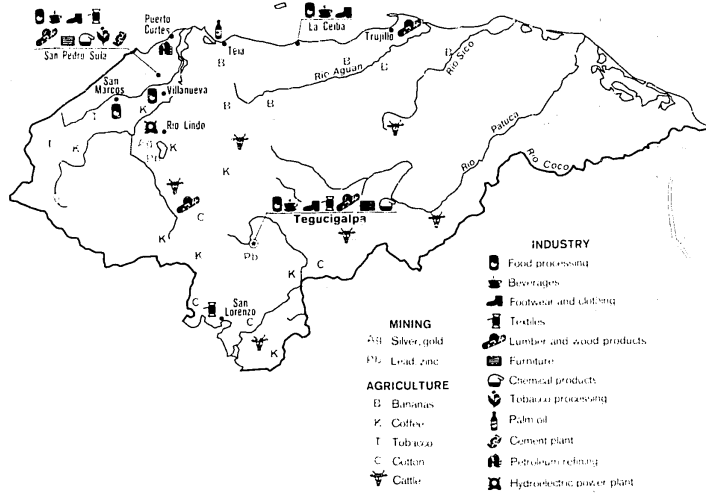 Puerto
Cortes
La Ceiba
Trujillo
San Pedro Sula
Tela
B
B
B
B
Rio Sico
Rio Aguan
B
B
San
Marcos
Villanueva
K
T
Rio Lindo
Rio Patuca
Rio Coco
T
K
Ag
K
Pb
K
C
Tegucigalpa
K
K
Pb
K
C
C
San
Lorenzo
C
K
MINING
Ag Silver, gold
Pb Lead, zinc
AGRICULTURE
B Bananas
K Coffee
T Tobacco
C Cotton
Cattle
INDUSTRY
Food processing
Beverages
Footwear and clothing
Textiles
Lumber and wood products
Furniture
Chemical products
Tobacco processing
Palm oil
Cement plant
Petroleum refining
Hydroelectric power plant